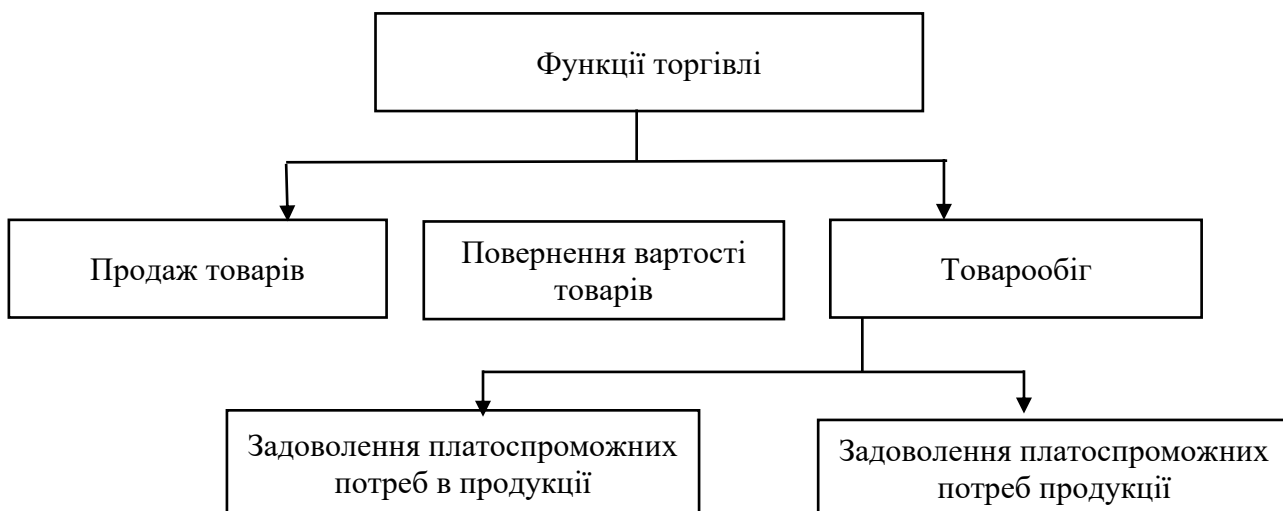 Функції торгівлі
Продаж товарів
Повернення вартості
товарів
Товарообіг
Задоволення платоспроможних
потреб в продукції
Задоволення платоспроможних
потреб продукції